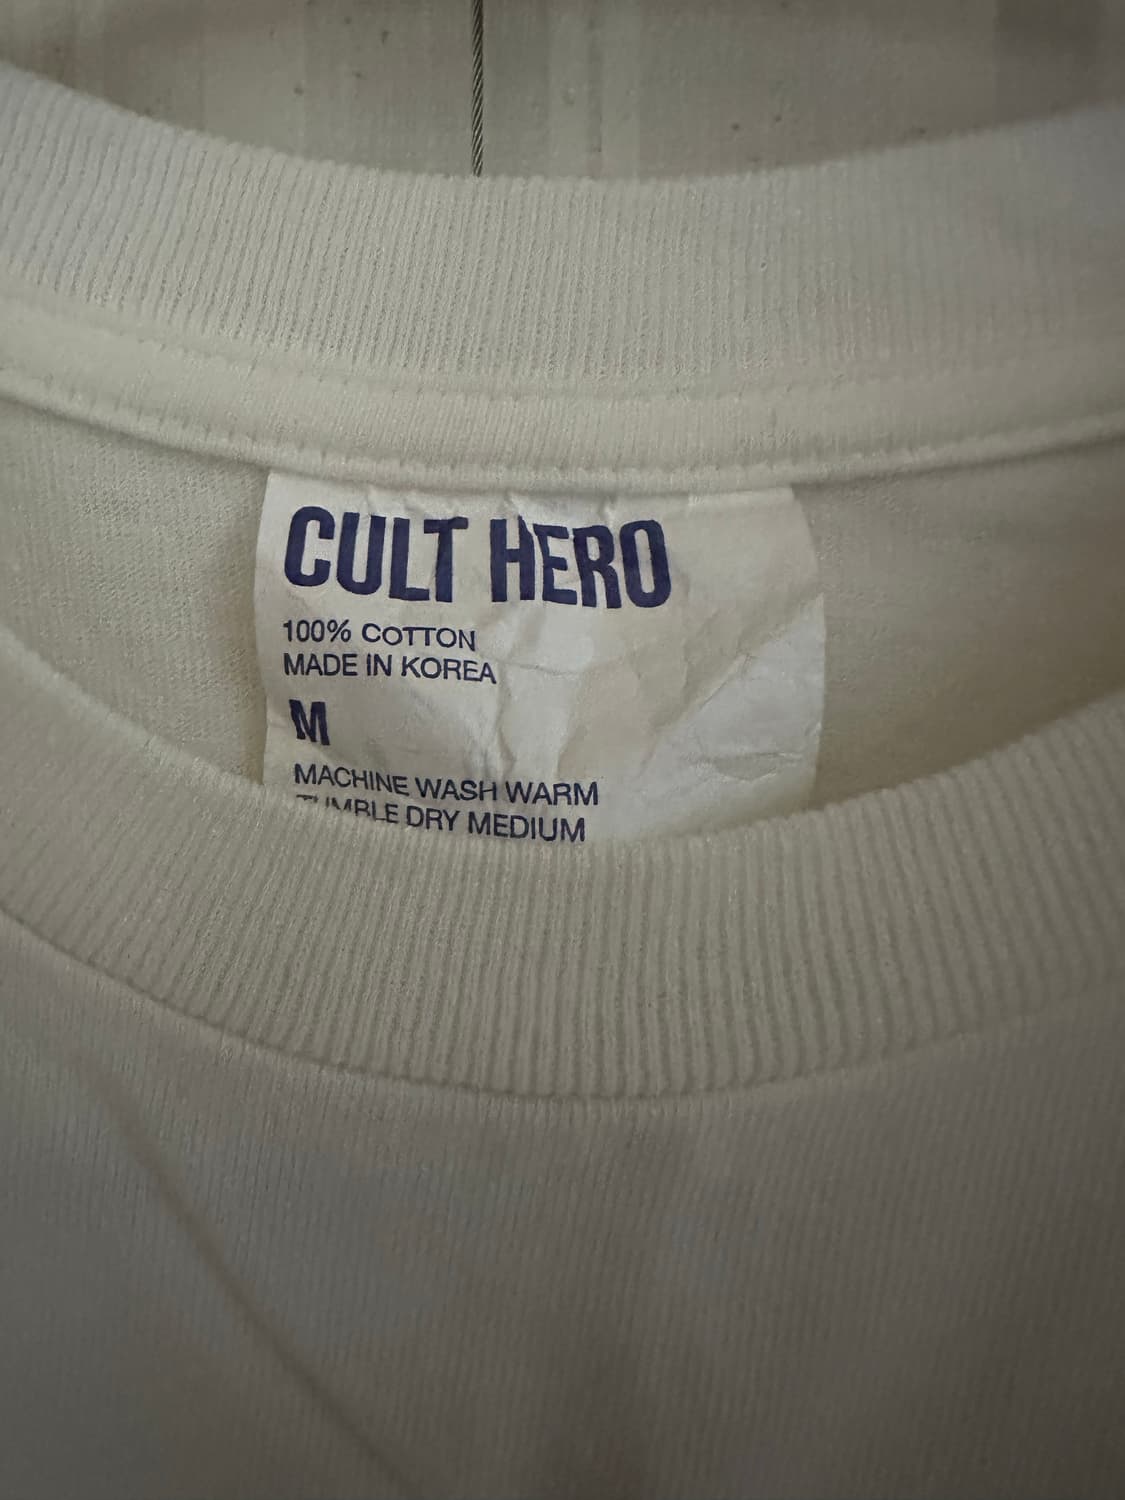 CULT HERO
100% COTTON
MADE IN KOREA
M
MACHINE WASH WARM
TUMBLE DRY MEDIUM